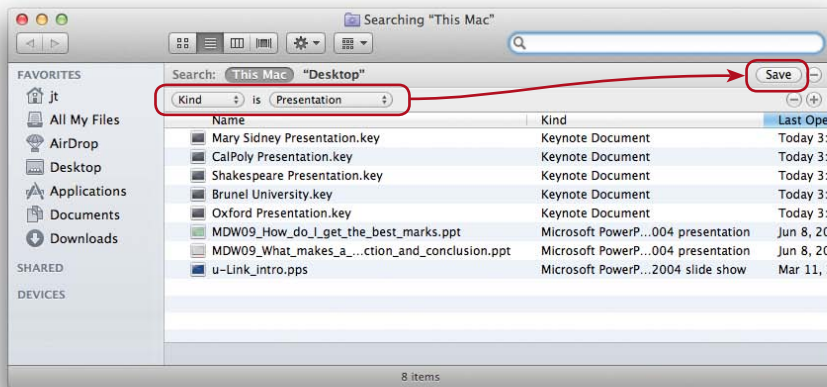 Searching "This Mac"
FAVORITES
jt
All My Files
AirDrop
Desktop
Applications
Documents
Downloads
SHARED
DEVICES
Search: This Mac "Desktop" Save
Kind is Presentation
Name Kind Last Ope
Mary Sidney Presentation.key Keynote Document Today 3:
CalPoly Presentation.key Keynote Document Today 3:
Shakespeare Presentation.key Keynote Document Today 3:
Brunel University.key Keynote Document Today 3:
Oxford Presentation.key Keynote Document Today 3:
MDW09_How_do_I_get_the_best_marks.ppt Microsoft PowerP...004 presentation Jun 8, 20
MDW09_What_makes_a_...ction_and_conclusion.ppt Microsoft PowerP...004 presentation Jun 8, 20
u-Link_intro.pps Microsoft PowerP...2004 slide show Mar 11,
8 items